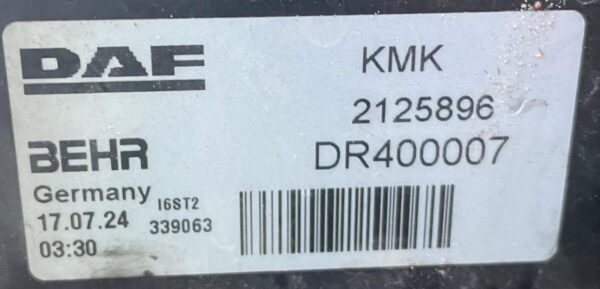 DAF
KMK
2125896
BEHR
DR400007
Germany
I6ST2
17.07.24
339063
03:30